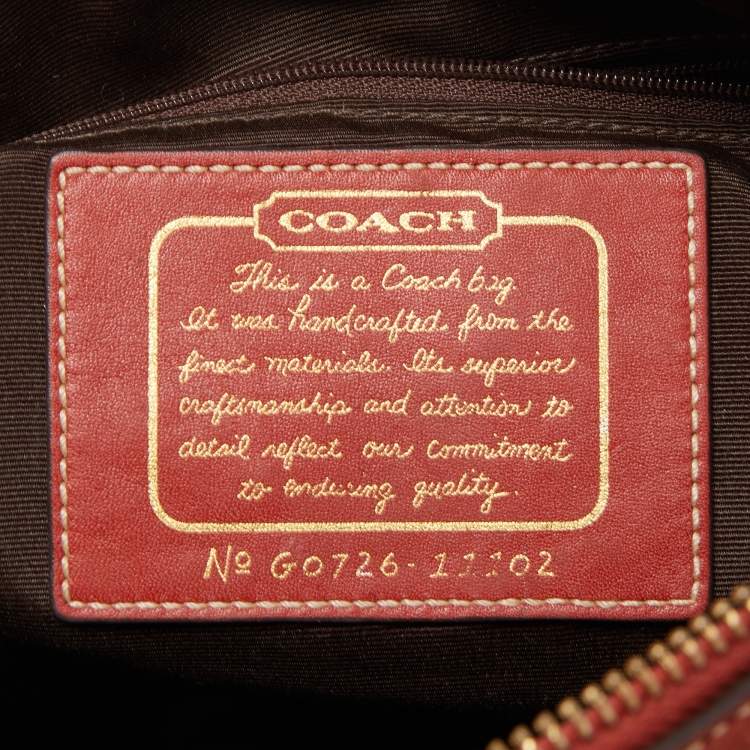 COACH
This is a Coach bag.
It was handcrafted from the
finest materials. Its superior
craftsmanship and attention to
detail reflect our commitment
to enduring quality.
Nº G0726-11102